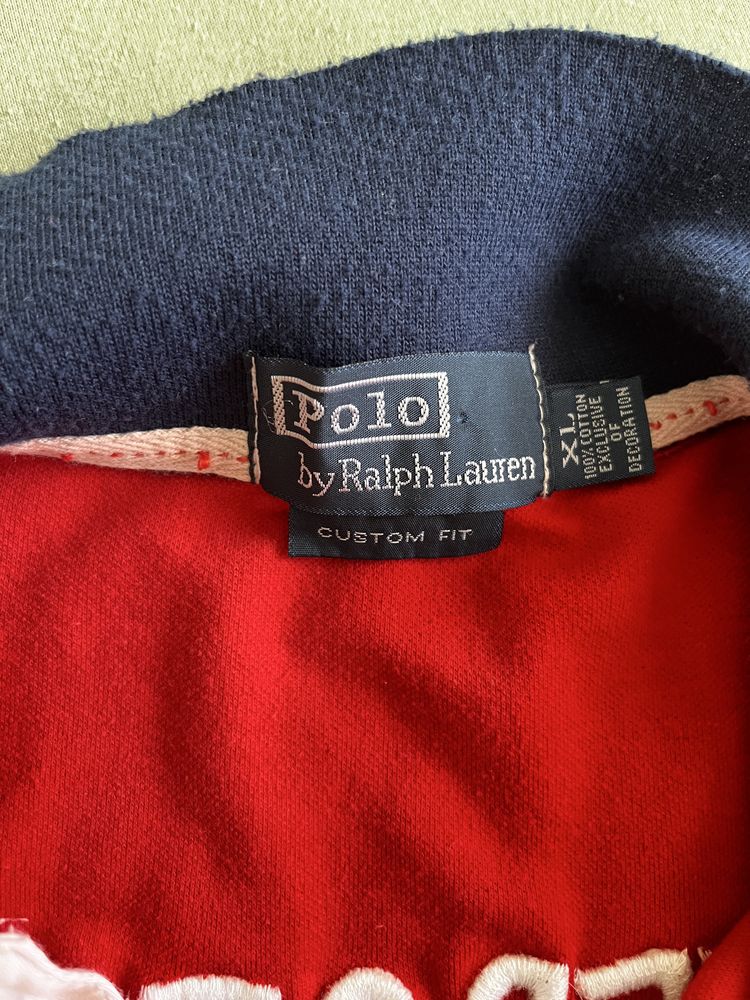 Polo
by Ralph Lauren
CUSTOM FIT
XL
100% COTTON
EXCLUSIVE
OF
DECORATION